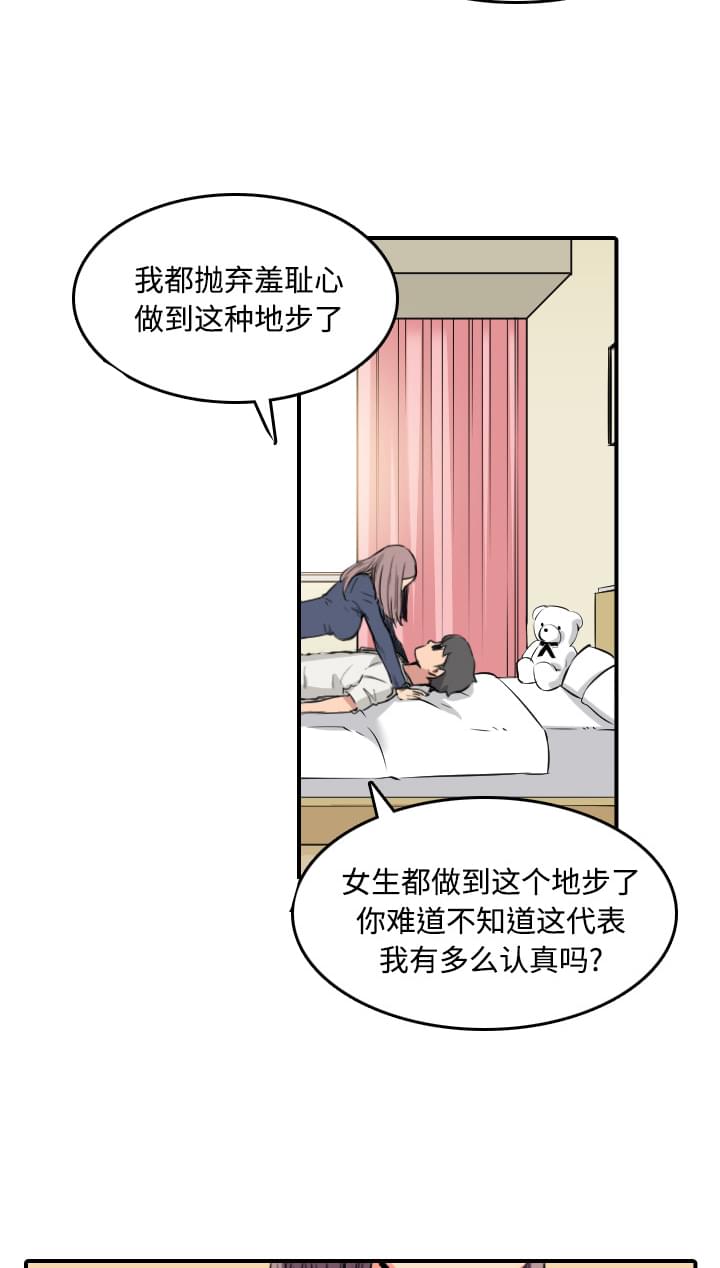 我都抛弃羞耻心
做到这种地步了
女生都做到这个地步了
你难道不知道这代表
我有多么认真吗?